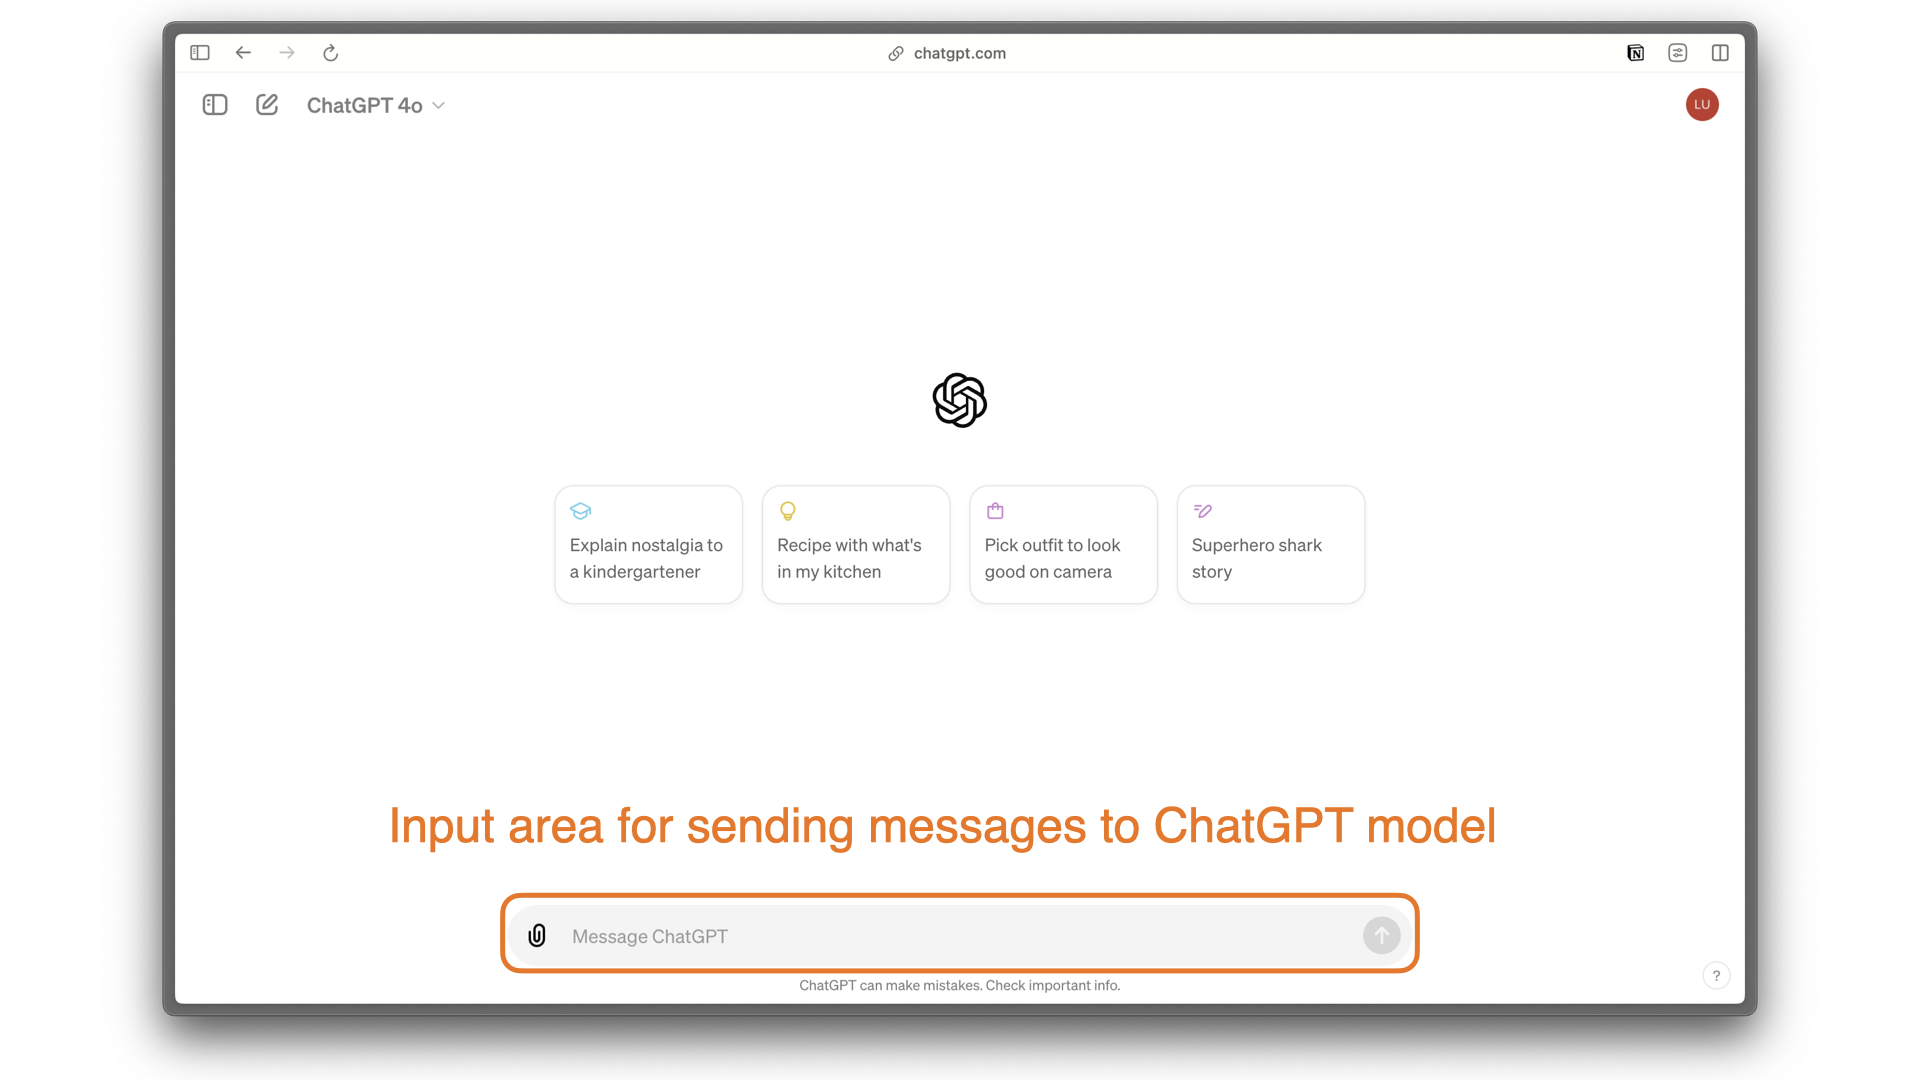 chatgpt.com
ChatGPT 4o
LU
Explain nostalgia to
a kindergartener
Recipe with what's
in my kitchen
Pick outfit to look
good on camera
Superhero shark
story
Input area for sending messages to ChatGPT model
Message ChatGPT
ChatGPT can make mistakes. Check important info.
?